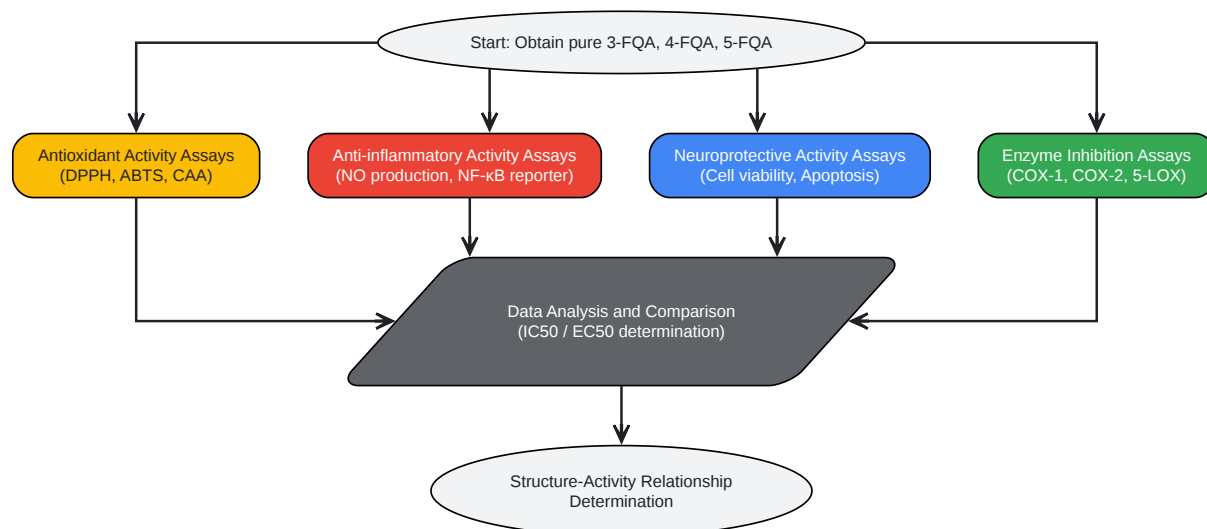 Start: Obtain pure 3-FQA, 4-FQA, 5-FQA
Antioxidant Activity Assays
(DPPH, ABTS, CAA)
Anti-inflammatory Activity Assays
(NO production, NF-κB reporter)
Neuroprotective Activity Assays
(Cell viability, Apoptosis)
Enzyme Inhibition Assays
(COX-1, COX-2, 5-LOX)
Data Analysis and Comparison
(IC50 / EC50 determination)
Structure-Activity Relationship
Determination